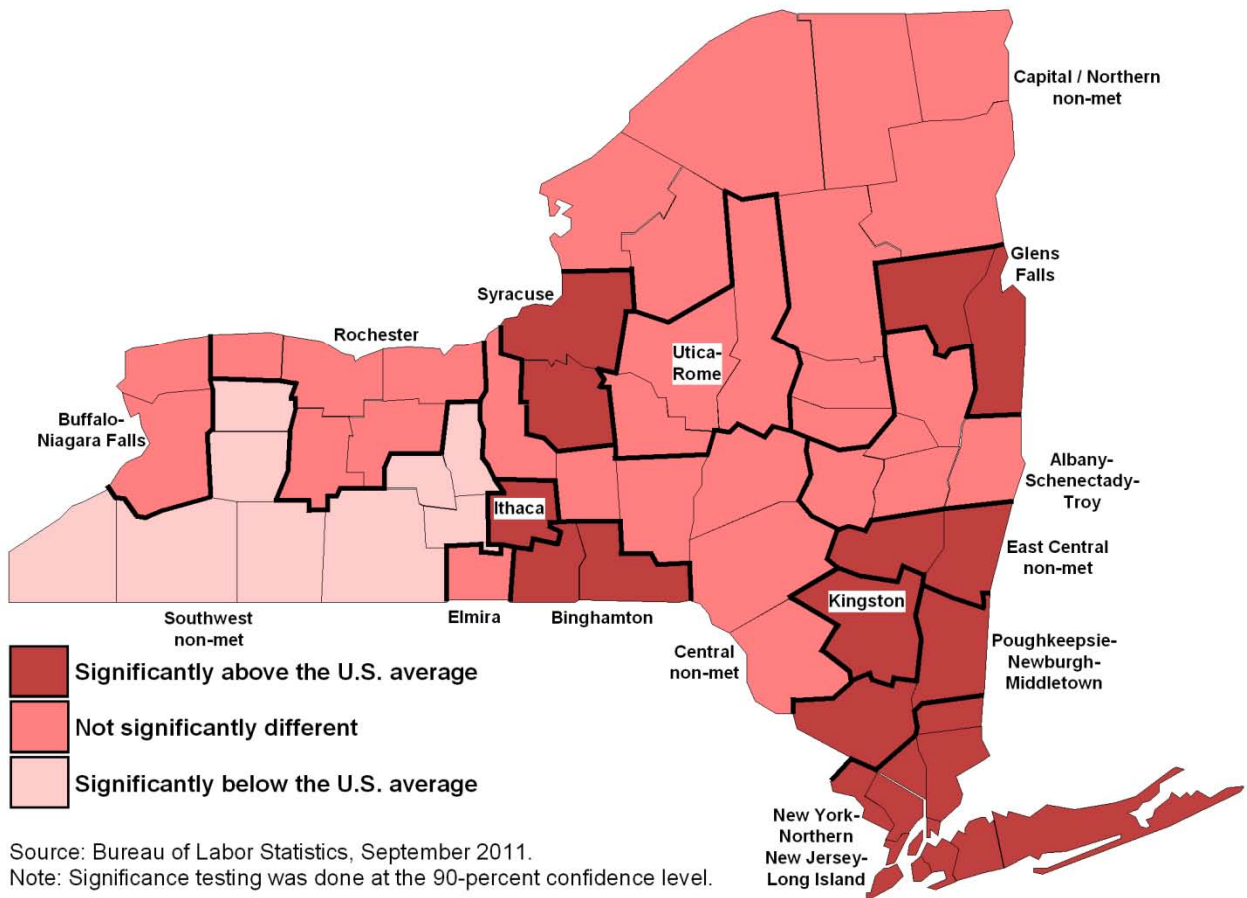 Capital / Northern
non-met
Glens
Falls
Syracuse
Rochester
Utica-
Rome
Buffalo-
Niagara Falls
Albany-
Schenectady-
Troy
Ithaca
East Central
non-met
Kingston
Southwest
non-met
Elmira
Binghamton
Central
non-met
Poughkeepsie-
Newburgh-
Middletown
Significantly above the U.S. average
Not significantly different
Significantly below the U.S. average
New York-
Northern
New Jersey-
Long Island
Source: Bureau of Labor Statistics, September 2011.
Note: Significance testing was done at the 90-percent confidence level.